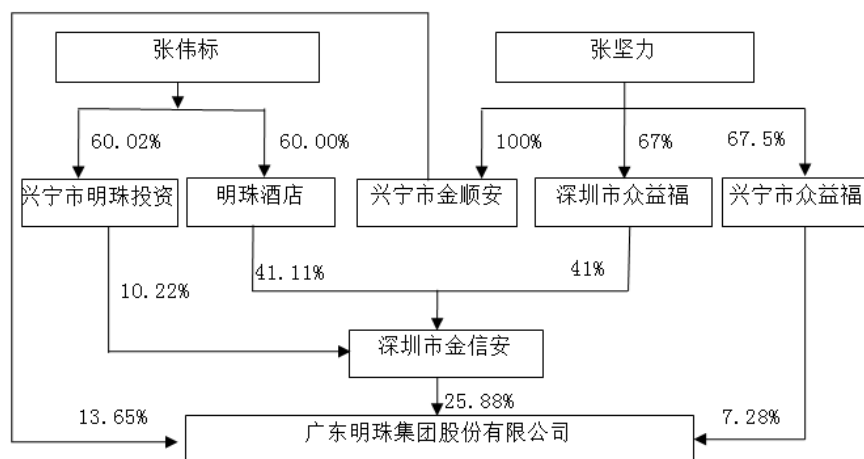 张伟标
张坚力
60.02%
60.00%
100%
67%
67.5%
兴宁市明珠投资
明珠酒店
兴宁市金顺安
深圳市众益福
兴宁市众益福
41.11%
41%
10.22%
深圳市金信安
25.88%
13.65%
7.28%
广东明珠集团股份有限公司